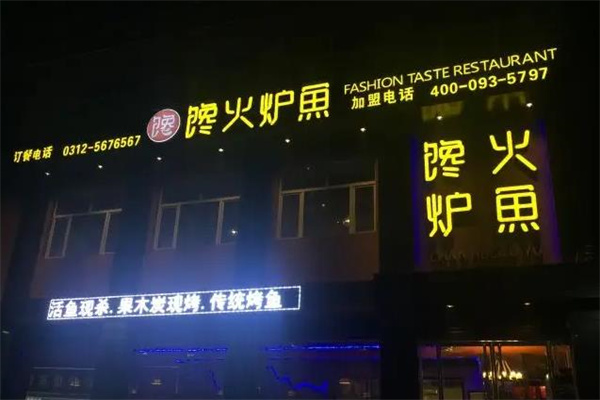 FASHION TASTE RESTAURANT
馋 馋火炉魚
加盟电话 400-093-5797
订餐电话 0312-5676567
馋火
炉魚
活鱼现杀.果木炭现烤.传统烤鱼